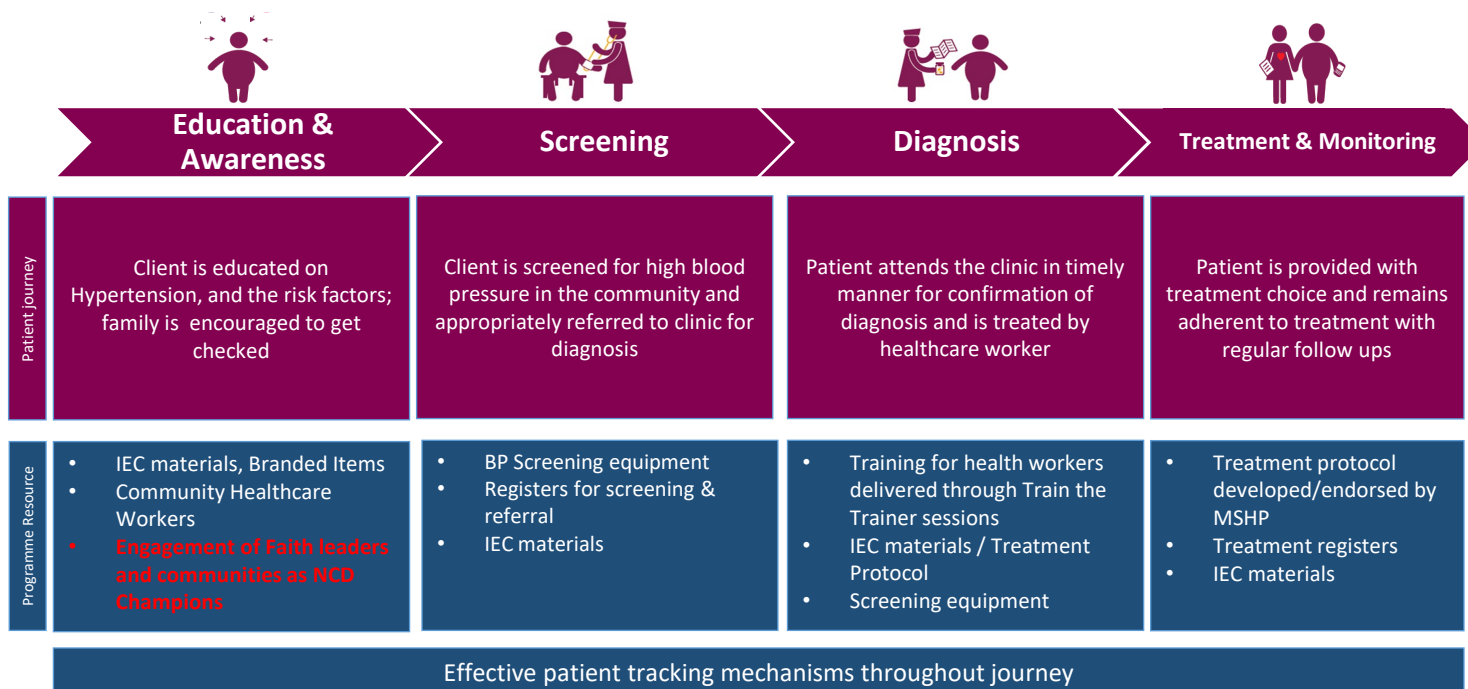 Education &
Awareness
Screening
Diagnosis
Treatment & Monitoring
Patient journey
Client is educated on
Hypertension, and the risk factors;
family is encouraged to get
checked
Client is screened for high blood
pressure in the community and
appropriately referred to clinic for
diagnosis
Patient attends the clinic in timely
manner for confirmation of
diagnosis and is treated by
healthcare worker
Patient is provided with
treatment choice and remains
adherent to treatment with
regular follow ups
Programme Resource
• IEC materials, Branded Items
• Community Healthcare
Workers
• Engagement of Faith leaders
and communities as NCD
Champions
• BP Screening equipment
• Registers for screening &
referral
• IEC materials
• Training for health workers
delivered through Train the
Trainer sessions
• IEC materials / Treatment
Protocol
• Screening equipment
• Treatment protocol
developed/endorsed by
MSHP
• Treatment registers
• IEC materials
Effective patient tracking mechanisms throughout journey